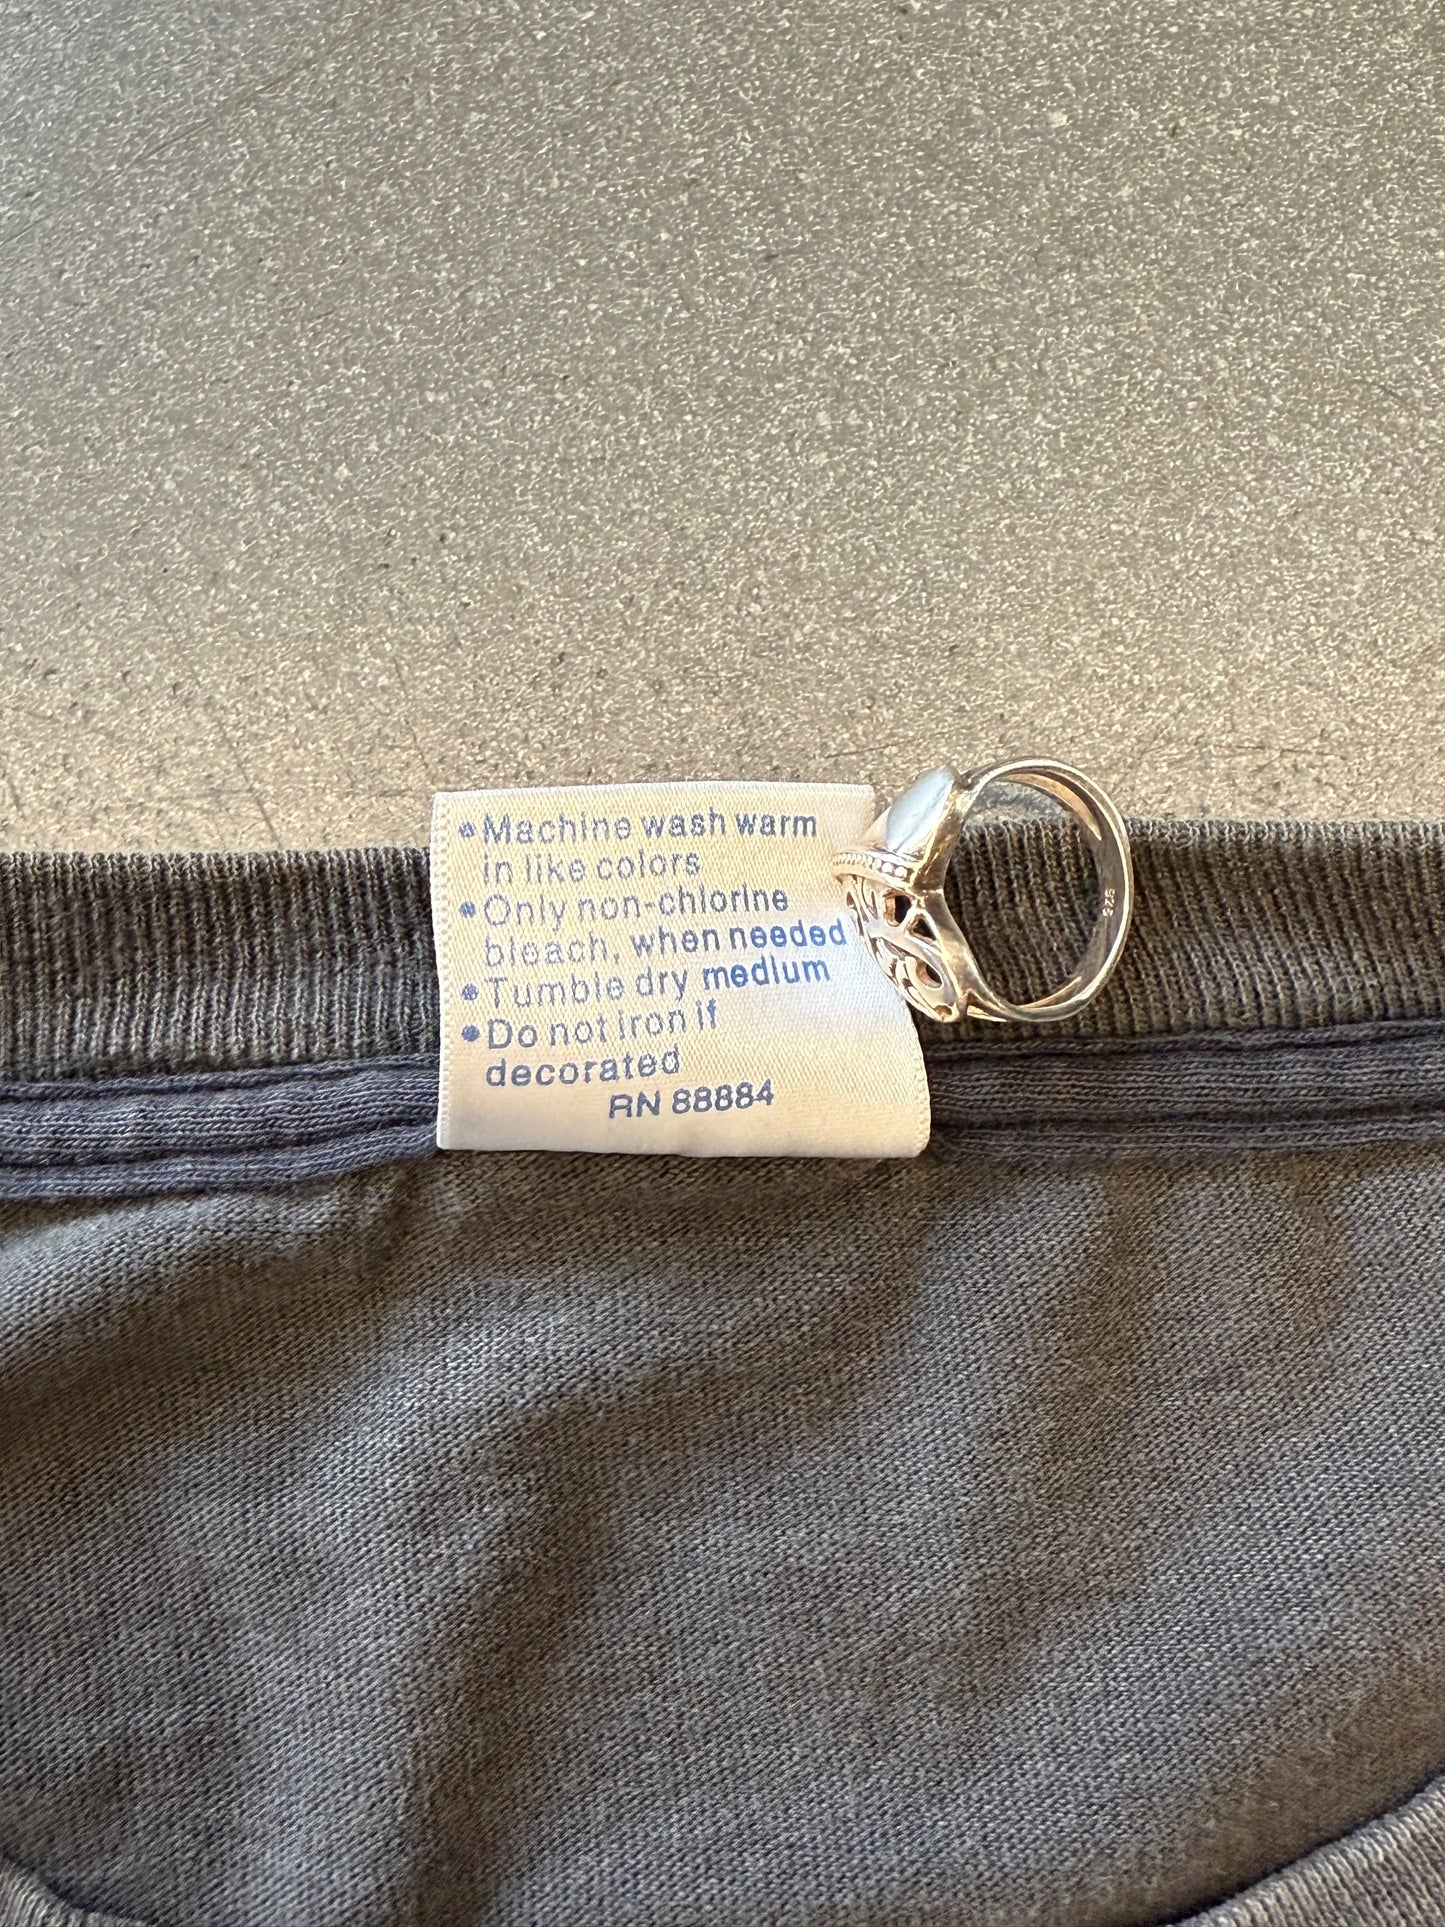 • Machine wash warm
in like colors
• Only non-chlorine
bleach, when needed
• Tumble dry medium
• Do not iron if
decorated
RN 88884
925